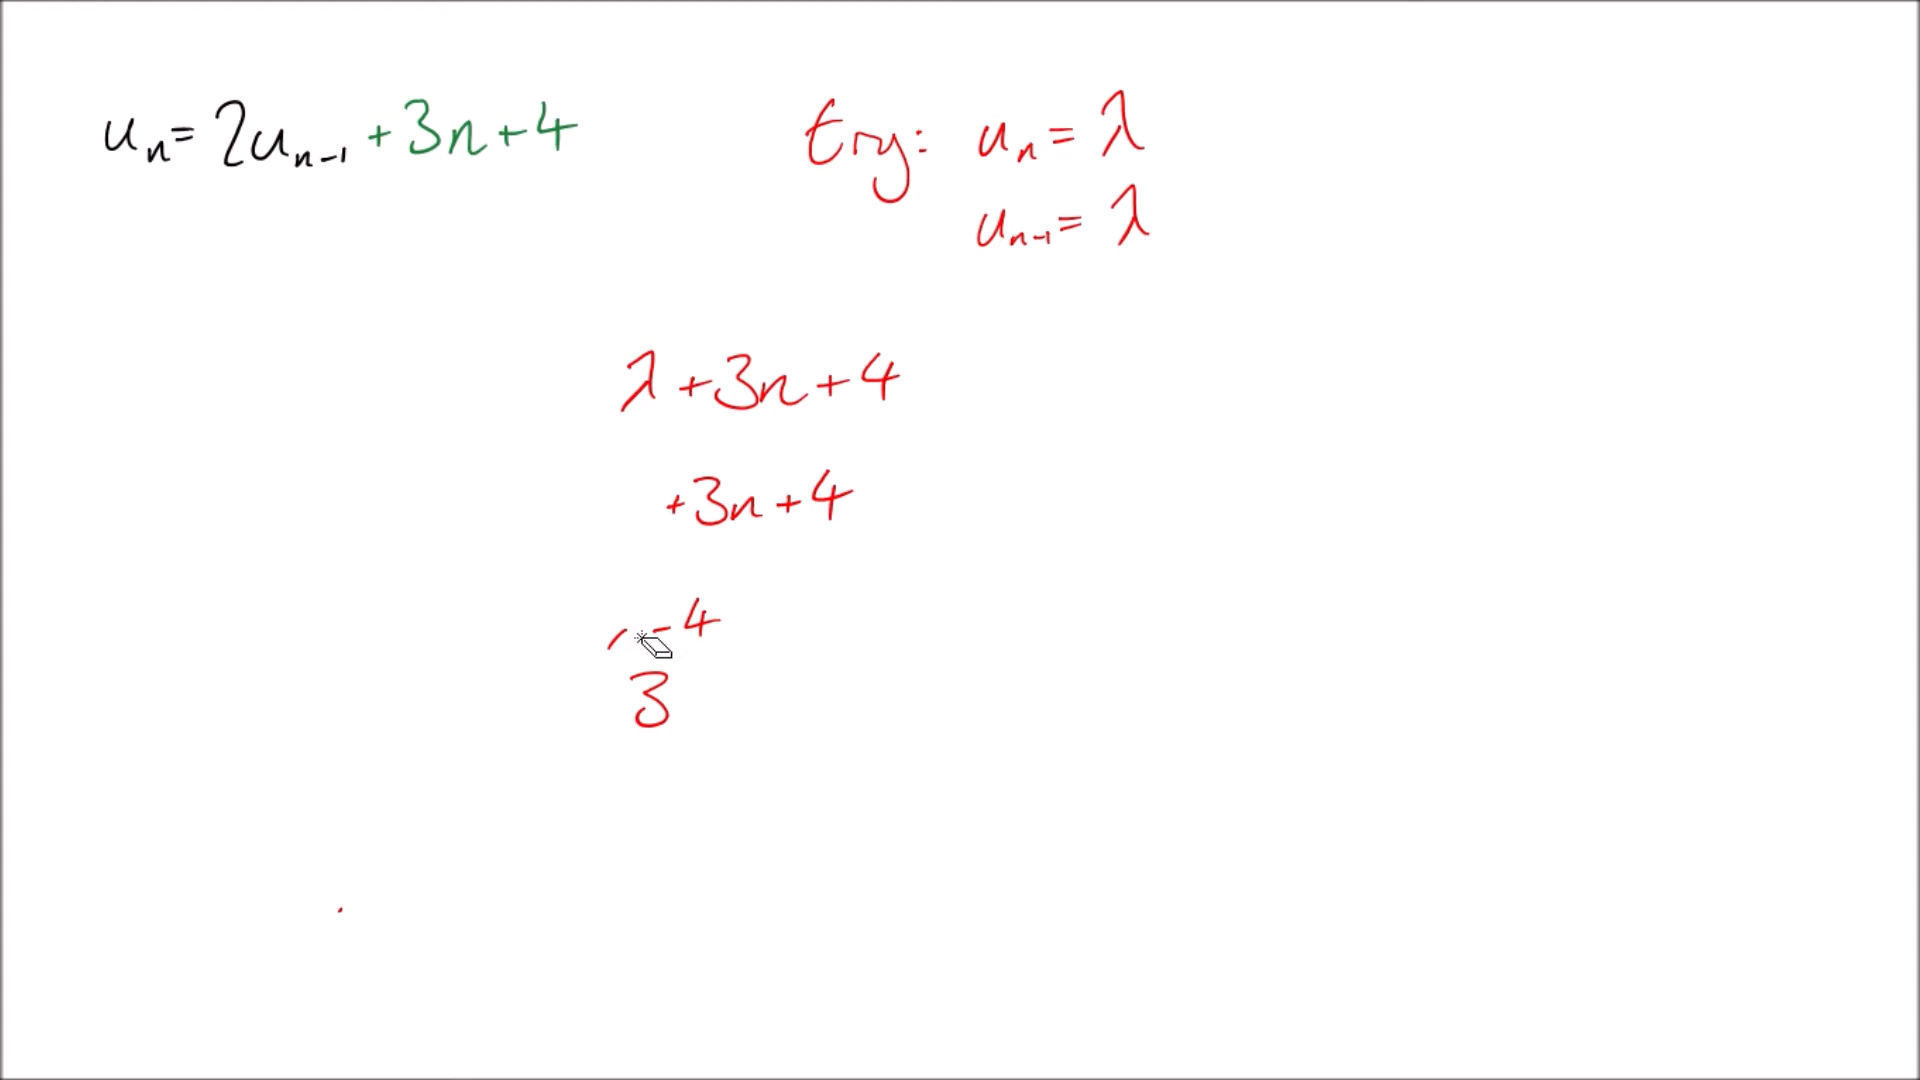 uₙ= 2uₙ₋₁ +3n+4
try: uₙ= λ
uₙ₋₁= λ
λ+3n+4
+3n+4
-4
3